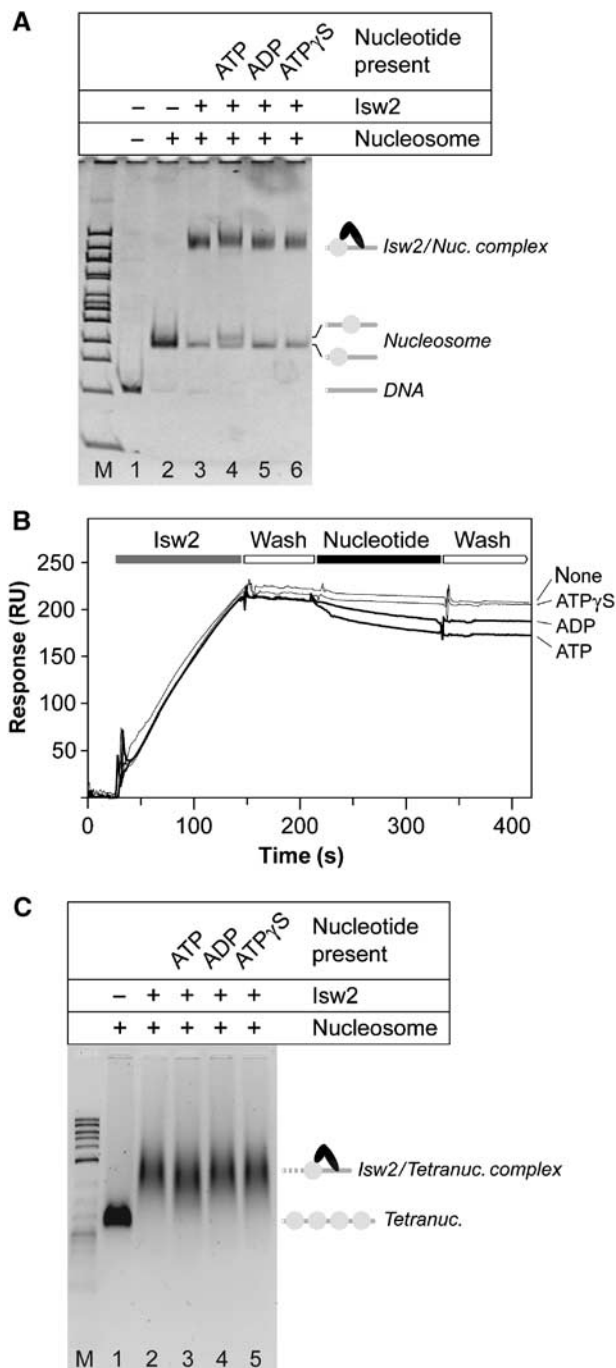 A
ATP ADP ATPγS Nucleotide present
– – + + + + Isw2
– + + + + + Nucleosome
Isw2/Nuc. complex
Nucleosome
DNA
M 1 2 3 4 5 6
B
Isw2 Wash Nucleotide Wash
Response (RU)
250
200
150
100
50
None
ATPγS
ADP
ATP
0 100 200 300 400
Time (s)
C
ATP ADP ATPγS Nucleotide present
– + + + + Isw2
+ + + + + Nucleosome
Isw2/Tetranuc. complex
Tetranuc.
M 1 2 3 4 5